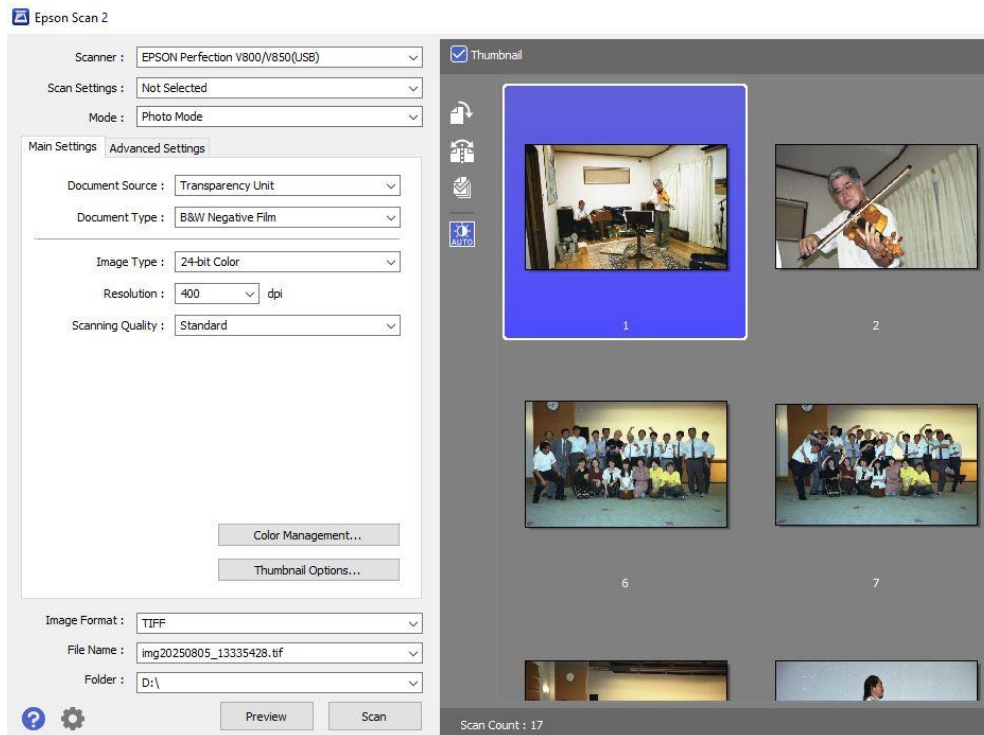 Epson Scan 2
Scanner : EPSON Perfection V800/V850(USB)
Scan Settings : Not Selected
Mode : Photo Mode
Main Settings Advanced Settings
Document Source : Transparency Unit
Document Type : B&W Negative Film
Image Type : 24-bit Color
Resolution : 400 dpi
Scanning Quality : Standard
Color Management...
Thumbnail Options...
Image Format : TIFF
File Name : img20250805_13335428.tif
Folder : D:\
Preview Scan
Thumbnail
AUTO
1 2
6 7
Scan Count : 17